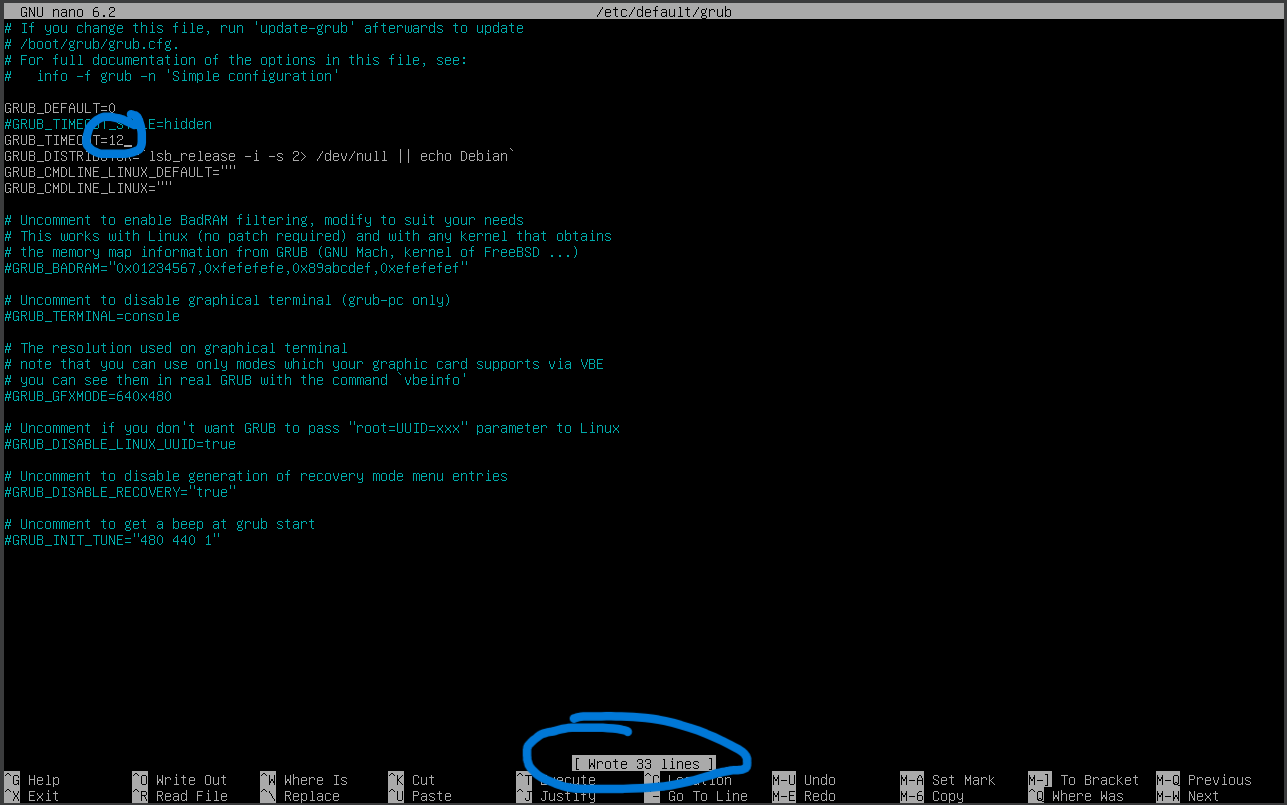 GNU nano 6.2 /etc/default/grub
# If you change this file, run 'update-grub' afterwards to update
# /boot/grub/grub.cfg.
# For full documentation of the options in this file, see:
#   info -f grub -n 'Simple configuration'
GRUB_DEFAULT=0
#GRUB_TIMEOUT_STYLE=hidden
GRUB_TIMEOUT=12_
GRUB_DISTRIBUTOR=`lsb_release -i -s 2> /dev/null || echo Debian`
GRUB_CMDLINE_LINUX_DEFAULT=""
GRUB_CMDLINE_LINUX=""
# Uncomment to enable BadRAM filtering, modify to suit your needs
# This works with Linux (no patch required) and with any kernel that obtains
# the memory map information from GRUB (GNU Mach, kernel of FreeBSD ...)
#GRUB_BADRAM="0x01234567,0xfefefefe,0x89abcdef,0xefefefef"
# Uncomment to disable graphical terminal (grub-pc only)
#GRUB_TERMINAL=console
# The resolution used on graphical terminal
# note that you can use only modes which your graphic card supports via VBE
# you can see them in real GRUB with the command `vbeinfo'
#GRUB_GFXMODE=640x480
# Uncomment if you don't want GRUB to pass "root=UUID=xxx" parameter to Linux
#GRUB_DISABLE_LINUX_UUID=true
# Uncomment to disable generation of recovery mode menu entries
#GRUB_DISABLE_RECOVERY="true"
# Uncomment to get a beep at grub start
#GRUB_INIT_TUNE="480 440 1"
[ Wrote 33 lines ]
^G Help ^O Write Out ^W Where Is ^K Cut ^T Execute ^C Location M-U Undo M-A Set Mark M-] To Bracket M-Q Previous
^X Exit ^R Read File ^\ Replace ^U Paste ^J Justify ^_ Go To Line M-E Redo M-6 Copy ^Q Where Was M-W Next